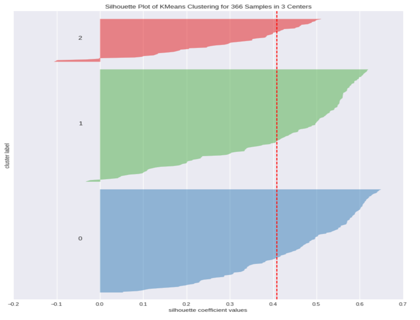 Silhouette Plot of KMeans Clustering for 366 Samples in 3 Centers
2
1
0
cluster label
-0.2 -0.1 0.0 0.1 0.2 0.3 0.4 0.5 0.6 0.7
silhouette coefficient values